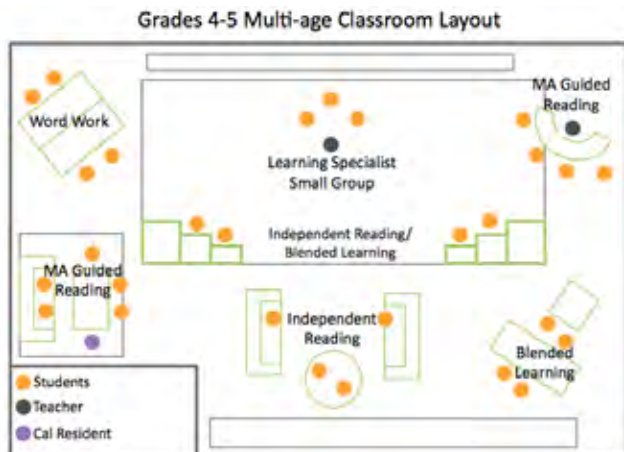 Grades 4-5 Multi-age Classroom Layout
Word Work
MA Guided
Reading
Learning Specialist
Small Group
Independent Reading/
Blended Learning
MA Guided
Reading
Independent
Reading
Blended
Learning
Students
Teacher
Cal Resident